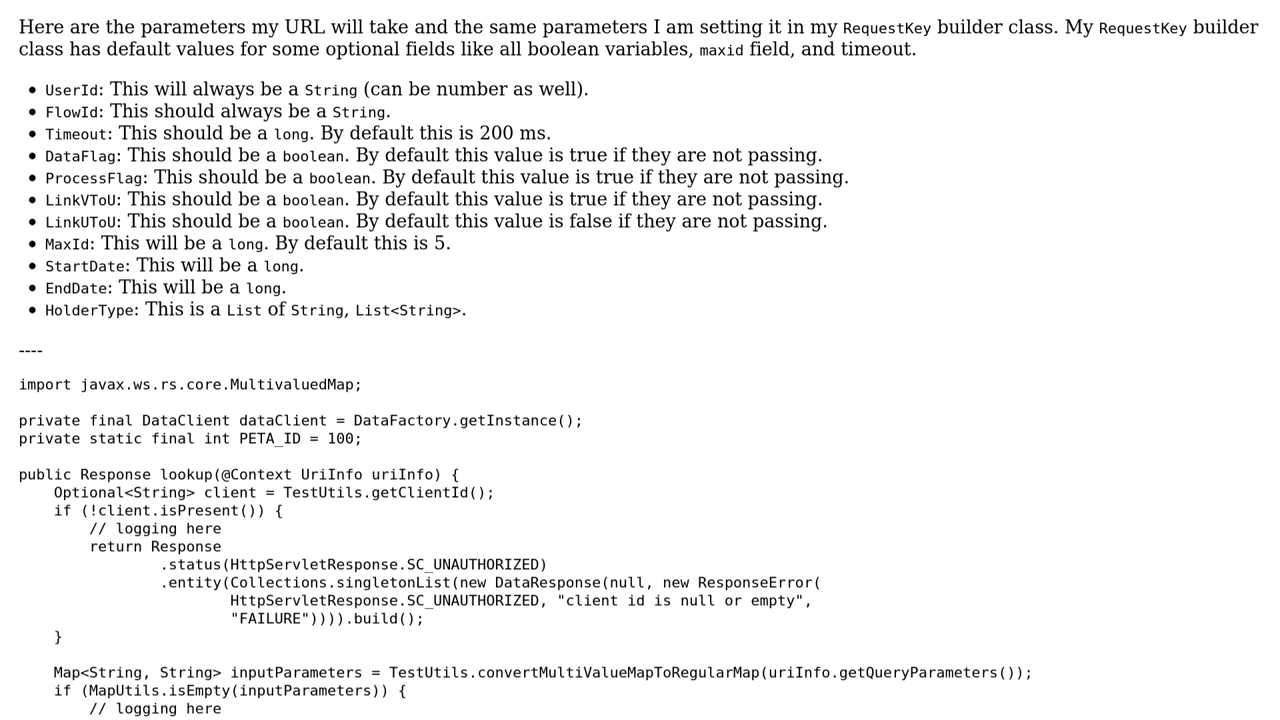 Here are the parameters my URL will take and the same parameters I am setting it in my RequestKey builder class. My RequestKey builder
class has default values for some optional fields like all boolean variables, maxid field, and timeout.
• UserId: This will always be a String (can be number as well).
• FlowId: This should always be a String.
• Timeout: This should be a long. By default this is 200 ms.
• DataFlag: This should be a boolean. By default this value is true if they are not passing.
• ProcessFlag: This should be a boolean. By default this value is true if they are not passing.
• LinkVToU: This should be a boolean. By default this value is true if they are not passing.
• LinkUToU: This should be a boolean. By default this value is false if they are not passing.
• MaxId: This will be a long. By default this is 5.
• StartDate: This will be a long.
• EndDate: This will be a long.
• HolderType: This is a List of String, List<String>.
----
import javax.ws.rs.core.MultivaluedMap;
private final DataClient dataClient = DataFactory.getInstance();
private static final int PETA_ID = 100;
public Response lookup(@Context UriInfo uriInfo) {
    Optional<String> client = TestUtils.getClientId();
    if (!client.isPresent()) {
        // logging here
        return Response
                .status(HttpServletResponse.SC_UNAUTHORIZED)
                .entity(Collections.singletonList(new DataResponse(null, new ResponseError(
                        HttpServletResponse.SC_UNAUTHORIZED, "client id is null or empty",
                        "FAILURE")))).build();
    }
    Map<String, String> inputParameters = TestUtils.convertMultiValueMapToRegularMap(uriInfo.getQueryParameters());
    if (MapUtils.isEmpty(inputParameters)) {
        // logging here